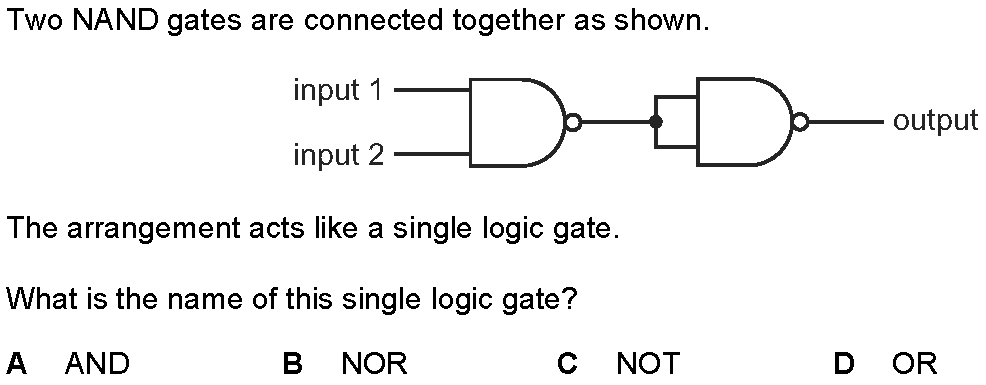 Two NAND gates are connected together as shown.
input 1
input 2
output
The arrangement acts like a single logic gate.
What is the name of this single logic gate?
A AND B NOR C NOT D OR